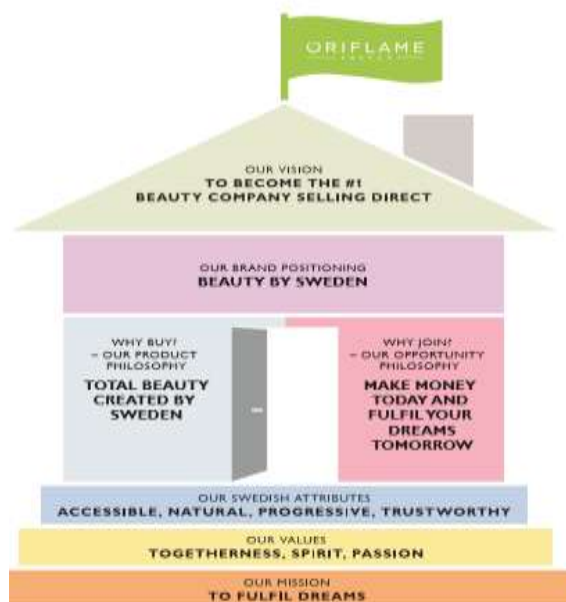 ORIFLAME
SWEDEN
OUR VISION
TO BECOME THE #1
BEAUTY COMPANY SELLING DIRECT
OUR BRAND POSITIONING
BEAUTY BY SWEDEN
WHY BUY?
– OUR PRODUCT
PHILOSOPHY
TOTAL BEAUTY
CREATED BY
SWEDEN
WHY JOIN?
– OUR OPPORTUNITY
PHILOSOPHY
MAKE MONEY
TODAY AND
FULFIL YOUR
DREAMS
TOMORROW
OUR SWEDISH ATTRIBUTES
ACCESSIBLE, NATURAL, PROGRESSIVE, TRUSTWORTHY
OUR VALUES
TOGETHERNESS, SPIRIT, PASSION
OUR MISSION
TO FULFIL DREAMS